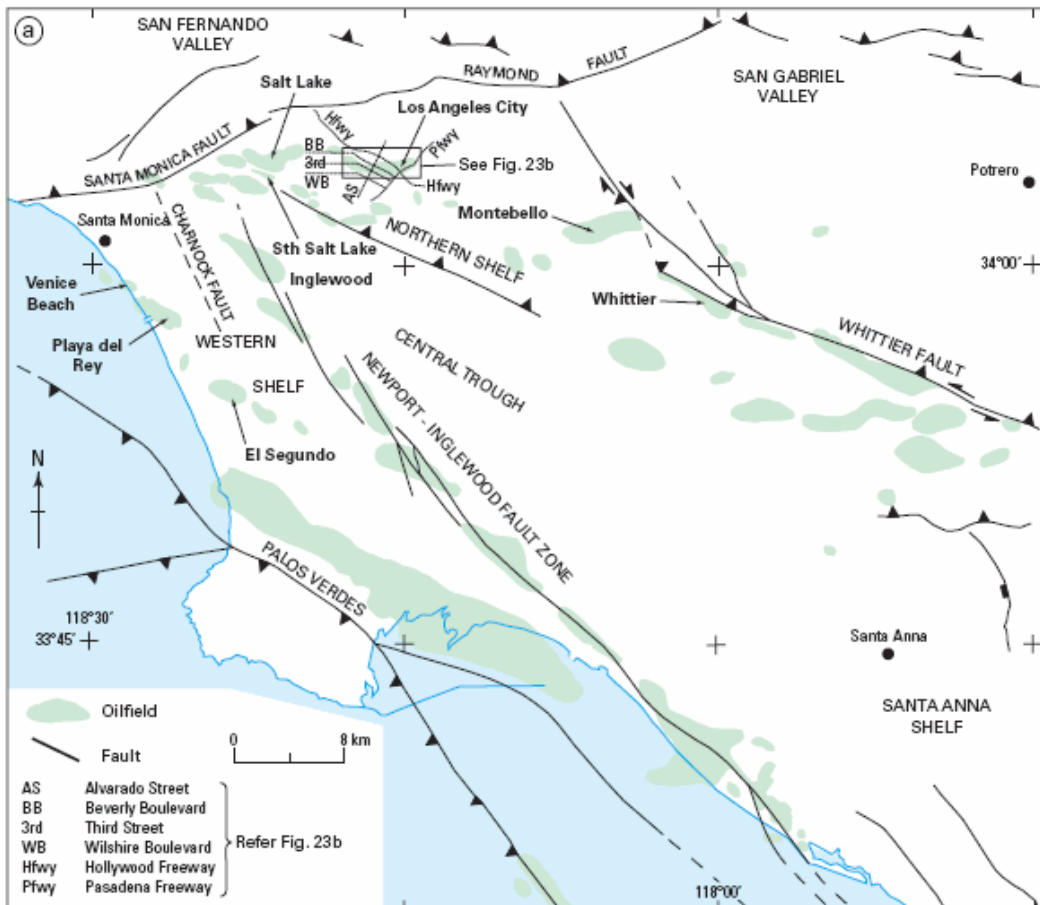 a
SAN FERNANDO
VALLEY
RAYMOND
FAULT
SAN GABRIEL
VALLEY
Salt Lake
Los Angeles City
Hfwy
Pfwy
BB
3rd
WB
AS
Hfwy
See Fig. 23b
SANTA MONICA FAULT
Potrero
Montebello
Santa Monica
CHARNOCK FAULT
Sth Salt Lake
NORTHERN SHELF
Inglewood
34°00′
Venice
Beach
Whittier
Playa del
Rey
WESTERN
SHELF
CENTRAL TROUGH
WHITTIER FAULT
NEWPORT - INGLEWOOD FAULT ZONE
El Segundo
N
PALOS VERDES
118°30′
33°45′
Santa Anna
SANTA ANNA
SHELF
Oilfield
Fault
0 8 km
AS Alvarado Street
BB Beverly Boulevard
3rd Third Street
WB Wilshire Boulevard
Hfwy Hollywood Freeway
Pfwy Pasadena Freeway
Refer Fig. 23b
118°00′